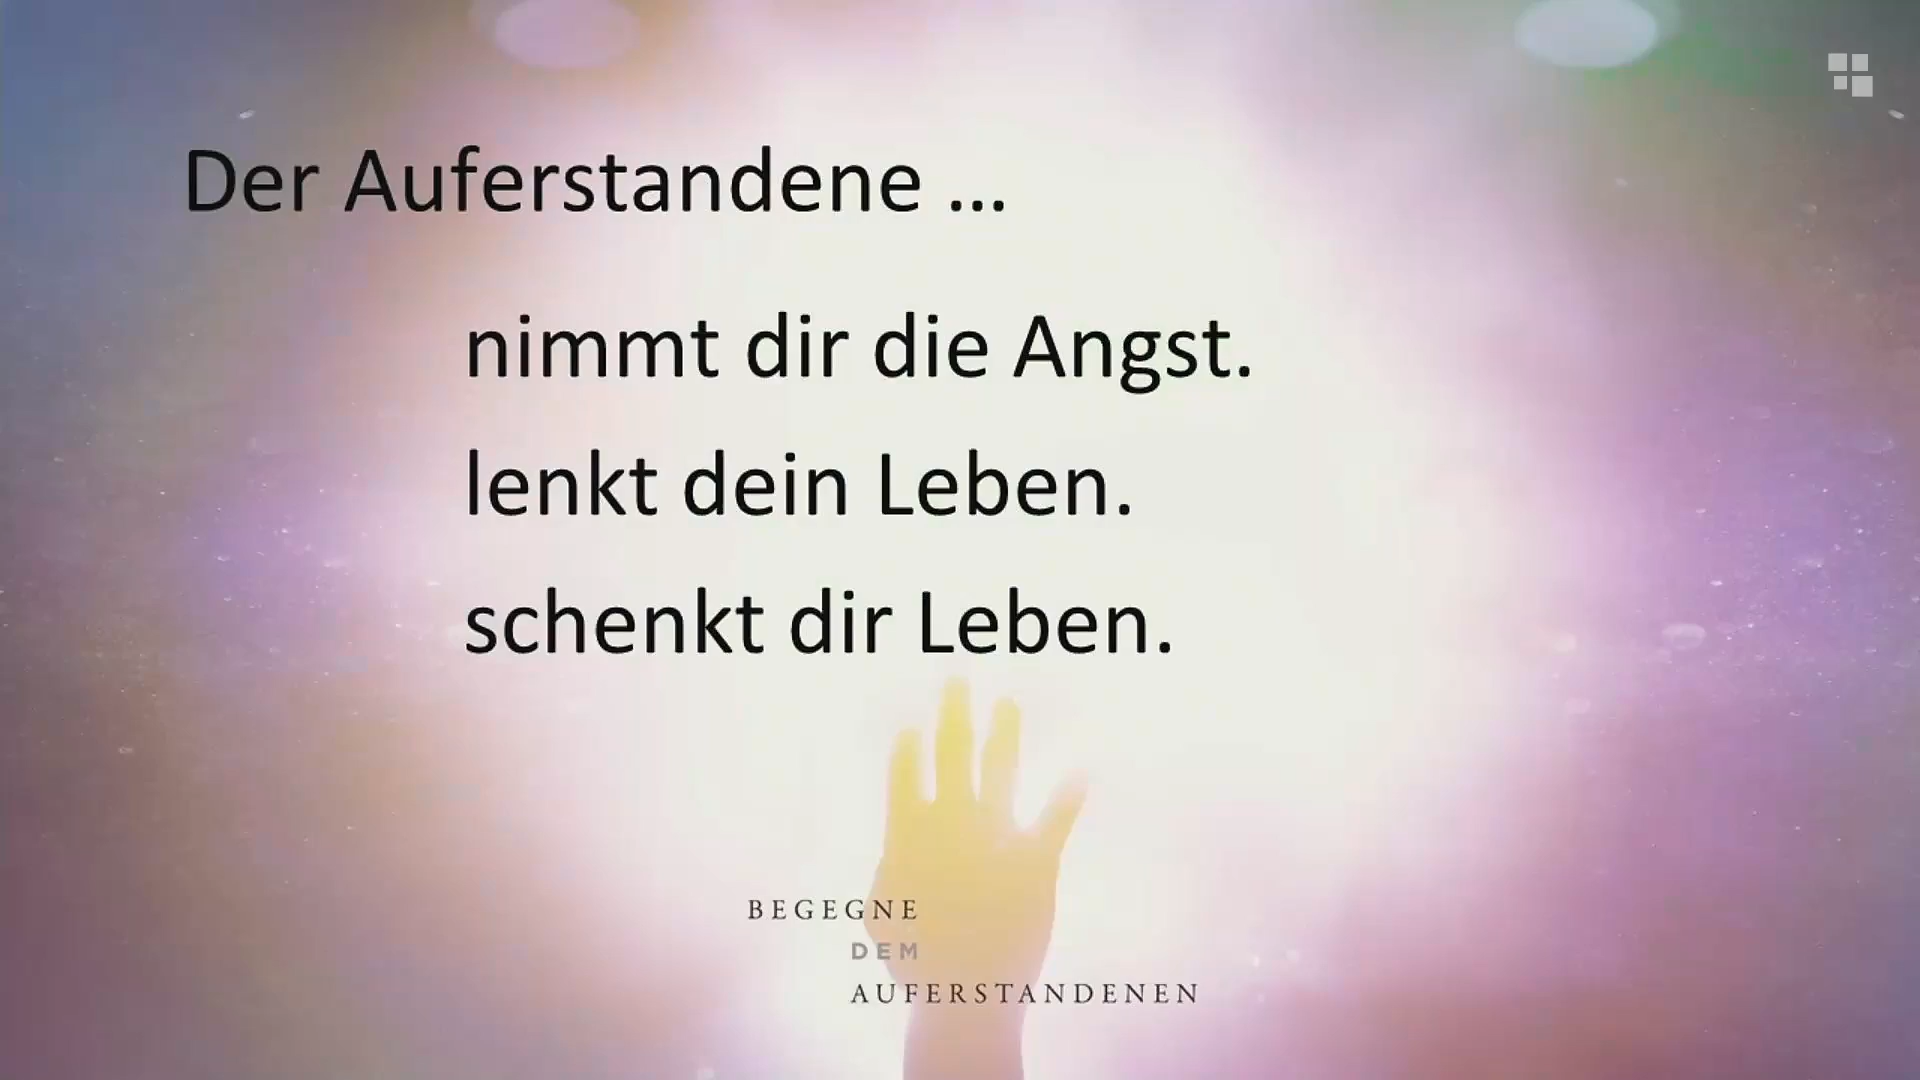 Der Auferstandene ...
nimmt dir die Angst.
lenkt dein Leben.
schenkt dir Leben.
BEGEGNE
DEM
AUFERSTANDENEN